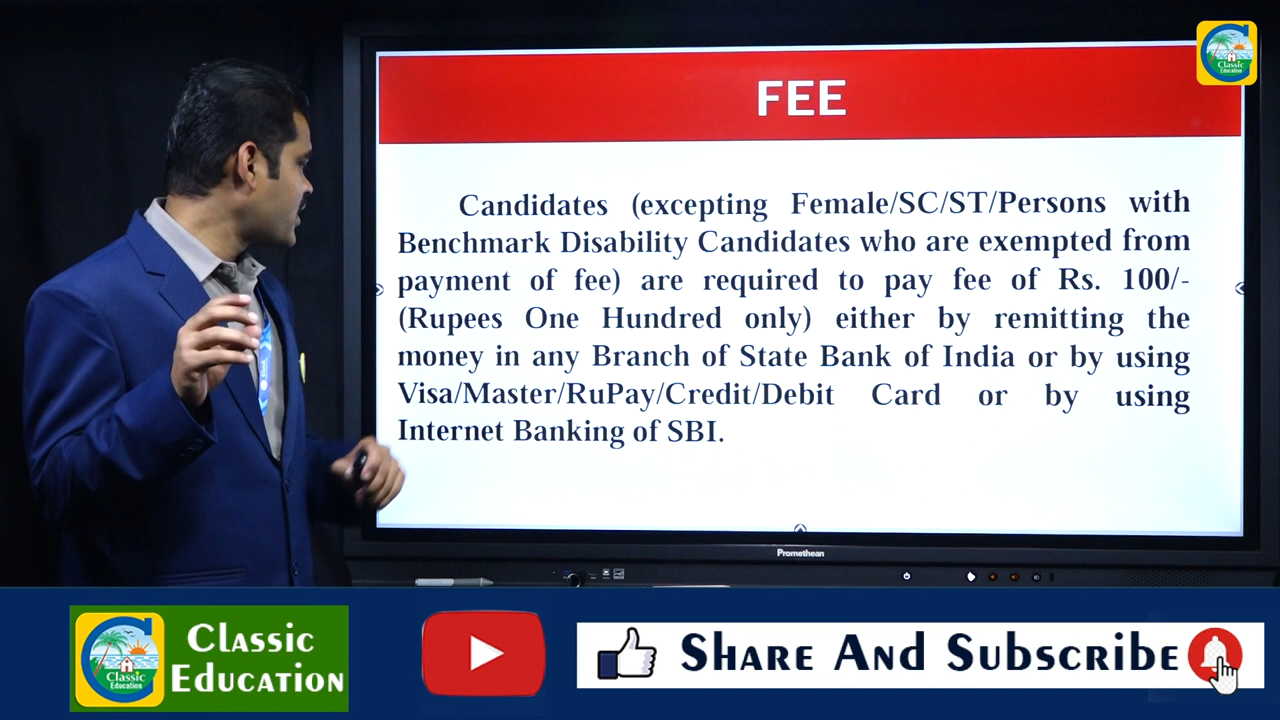 Classic
Education
FEE
Candidates (excepting Female/SC/ST/Persons with
Benchmark Disability Candidates who are exempted from
payment of fee) are required to pay fee of Rs. 100/-
(Rupees One Hundred only) either by remitting the
money in any Branch of State Bank of India or by using
Visa/Master/RuPay/Credit/Debit Card or by using
Internet Banking of SBI.
Promethean
Classic
Education
Classic
Education
Share And Subscribe